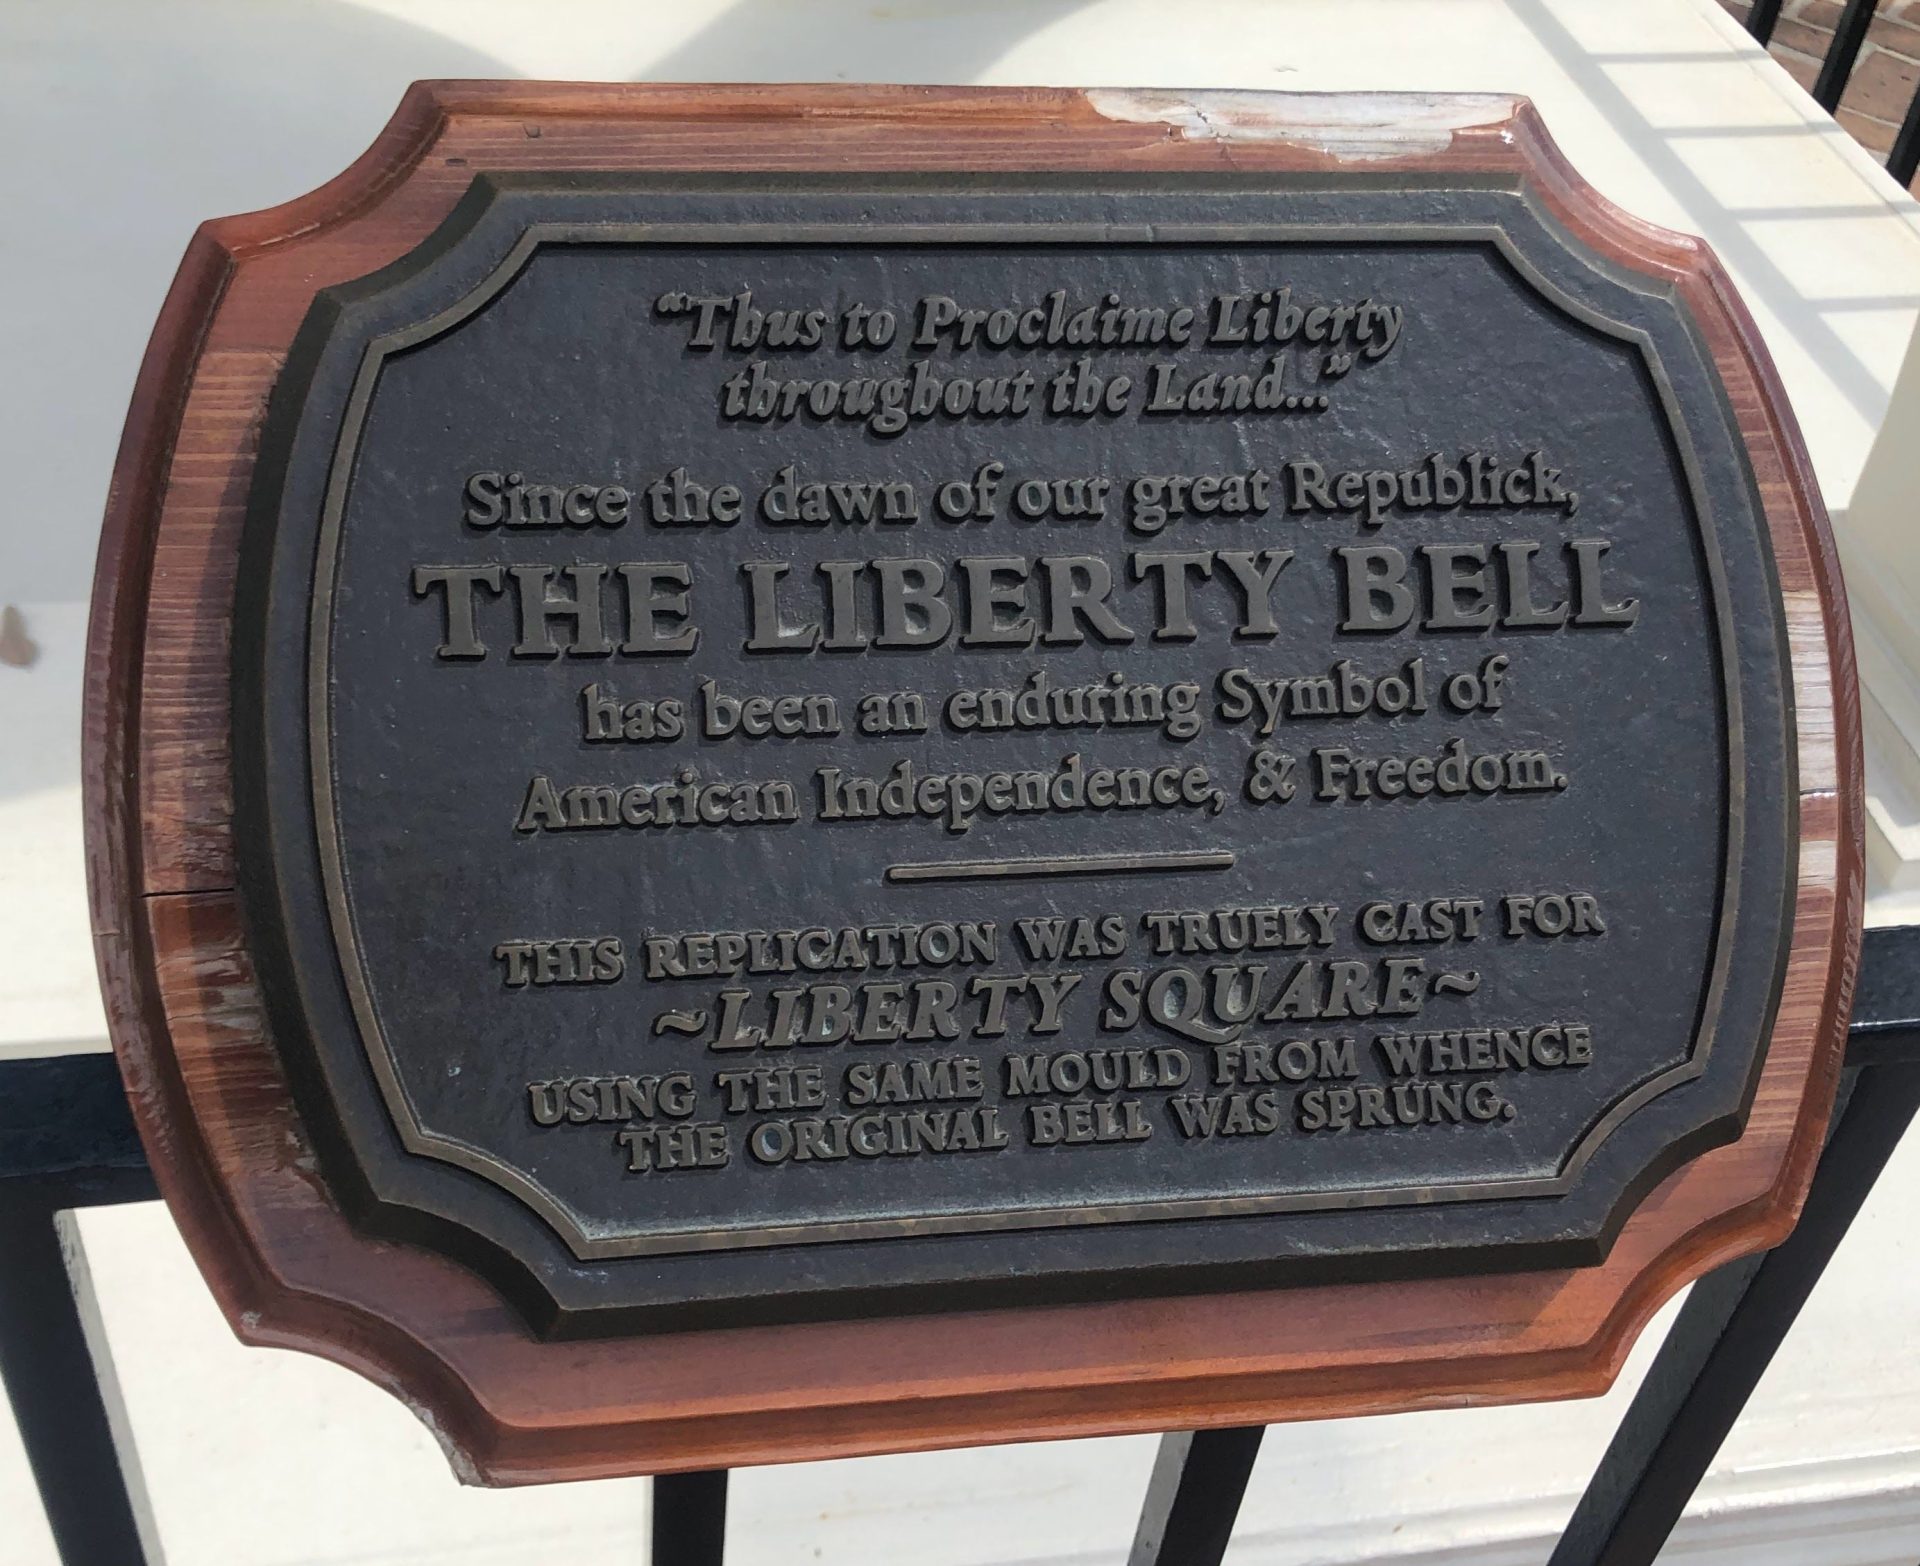 “Thus to Proclaime Liberty
throughout the Land...”
Since the dawn of our great Republick,
THE LIBERTY BELL
has been an enduring Symbol of
American Independence, & Freedom.
THIS REPLICATION WAS TRUELY CAST FOR
~LIBERTY SQUARE~
USING THE SAME MOULD FROM WHENCE
THE ORIGINAL BELL WAS SPRUNG.